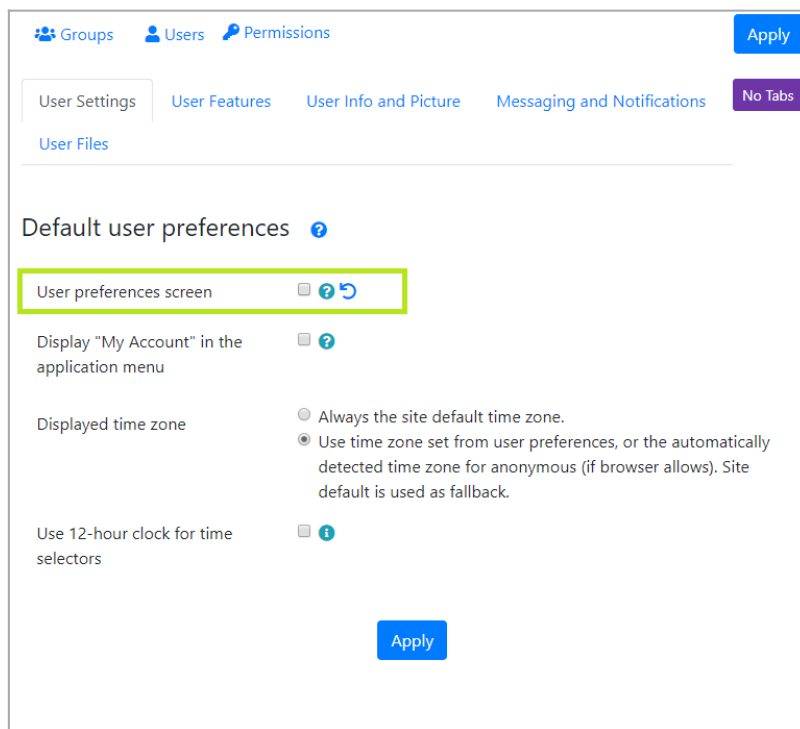 Groups Users Permissions Apply
User Settings User Features User Info and Picture Messaging and Notifications No Tabs
User Files
Default user preferences
User preferences screen
Display "My Account" in the
application menu
Displayed time zone
Always the site default time zone.
Use time zone set from user preferences, or the automatically
detected time zone for anonymous (if browser allows). Site
default is used as fallback.
Use 12-hour clock for time
selectors
Apply